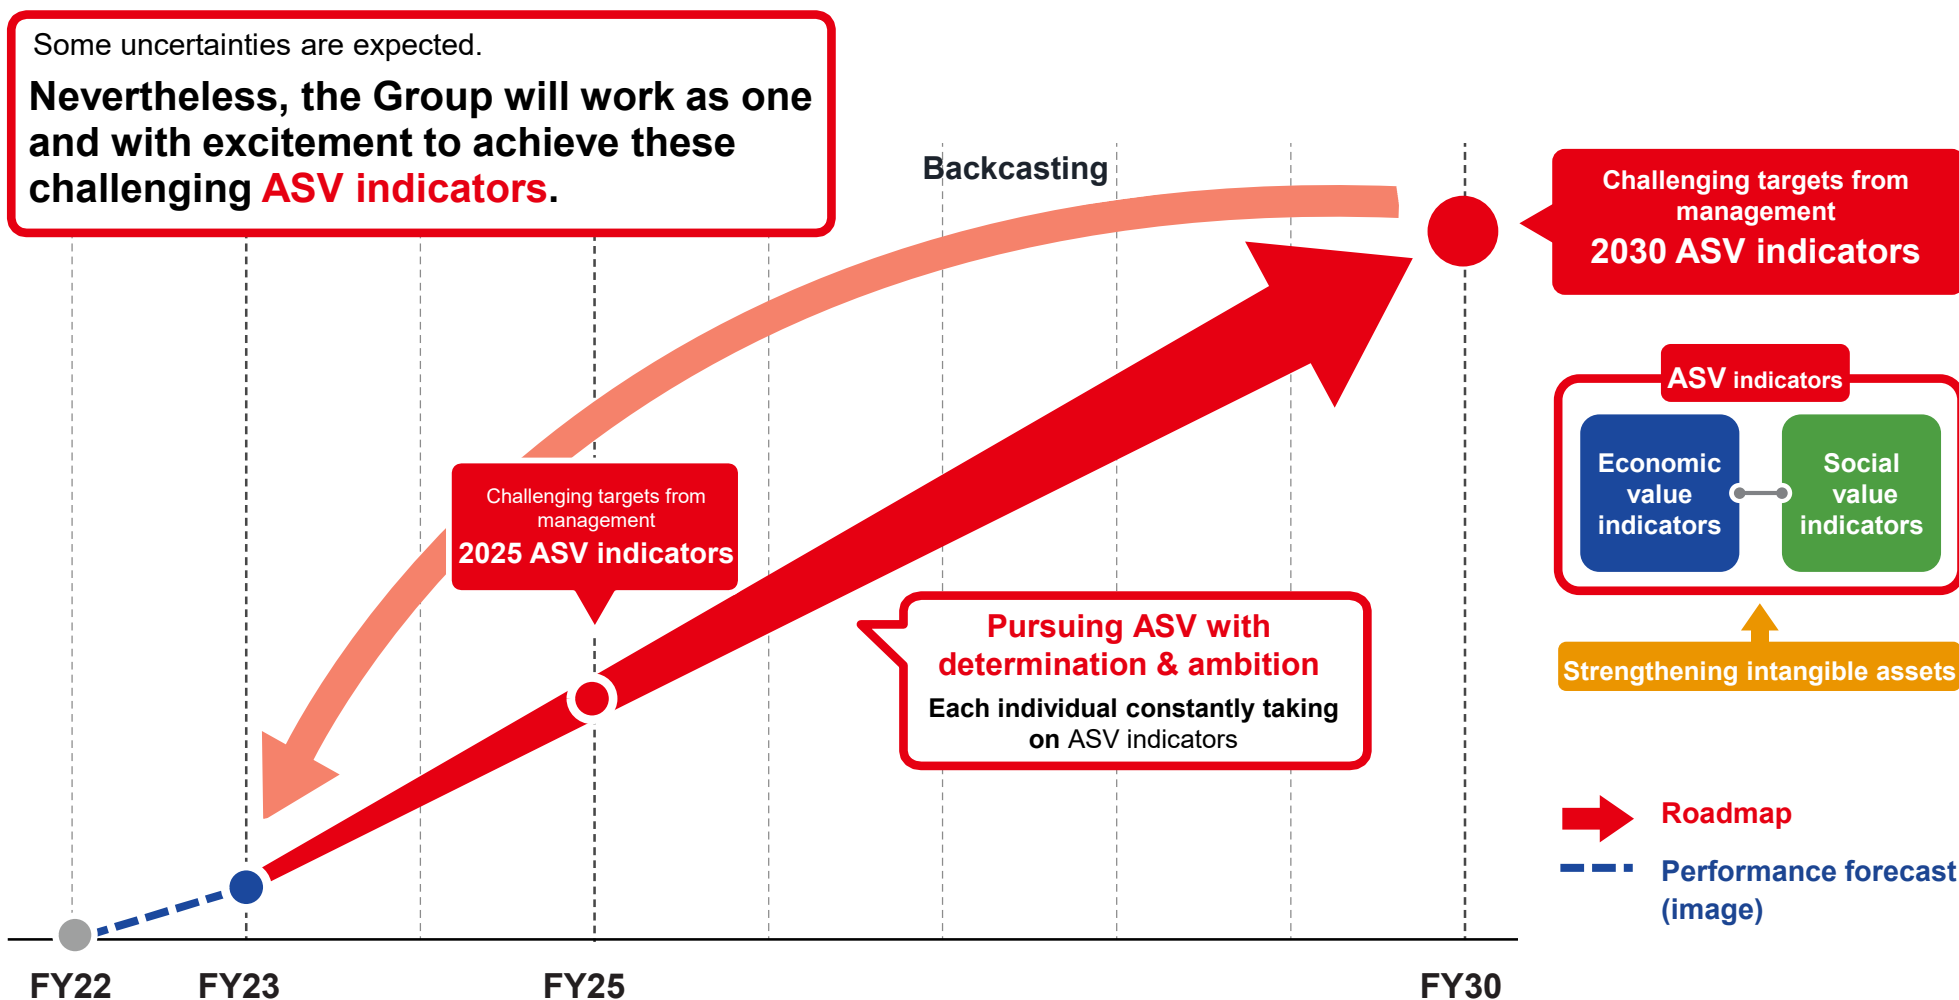 Some uncertainties are expected.
Nevertheless, the Group will work as one
and with excitement to achieve these
challenging ASV indicators.
Backcasting
Challenging targets from
management
2030 ASV indicators
ASV indicators
Economic
value
indicators
Social
value
indicators
Strengthening intangible assets
Challenging targets from
management
2025 ASV indicators
Pursuing ASV with
determination & ambition
Each individual constantly taking
on ASV indicators
Roadmap
Performance forecast
(image)
FY22
FY23
FY25
FY30